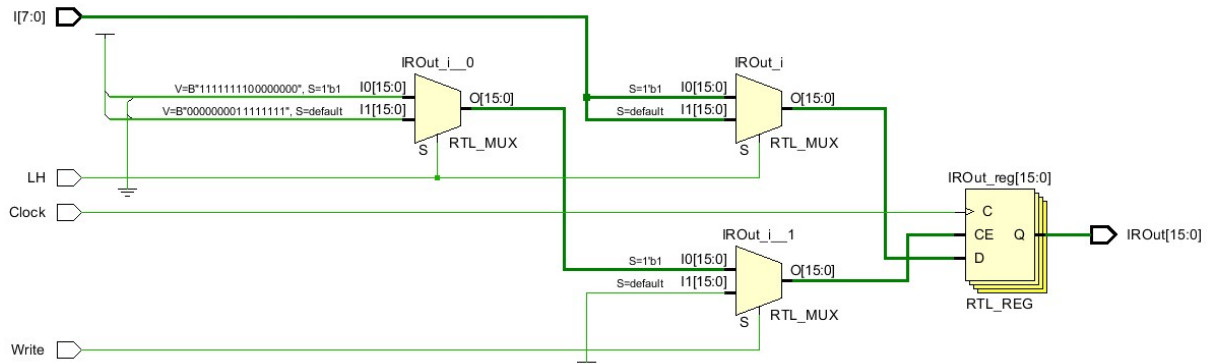 I[7:0]
IROut_i__0
IROut_i
V=B"1111111100000000", S=1'b1
I0[15:0]
O[15:0]
V=B"0000000011111111", S=default
I1[15:0]
S
RTL_MUX
S=1'b1
I0[15:0]
O[15:0]
S=default
I1[15:0]
S
RTL_MUX
LH
Clock
IROut_reg[15:0]
C
CE
Q
D
RTL_REG
IROut[15:0]
IROut_i__1
S=1'b1
I0[15:0]
O[15:0]
S=default
I1[15:0]
S
RTL_MUX
Write